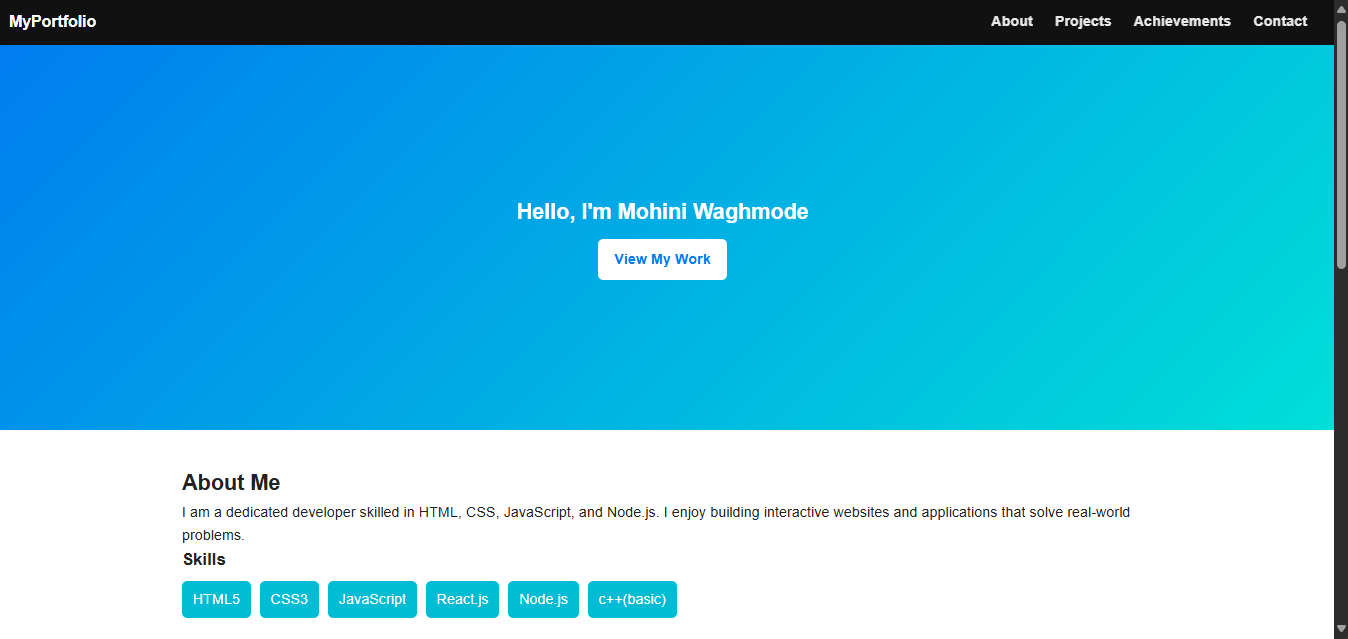 MyPortfolio
About Projects Achievements Contact
Hello, I'm Mohini Waghmode
View My Work
About Me
I am a dedicated developer skilled in HTML, CSS, JavaScript, and Node.js. I enjoy building interactive websites and applications that solve real-world
problems.
Skills
HTML5 CSS3 JavaScript React.js Node.js c++(basic)